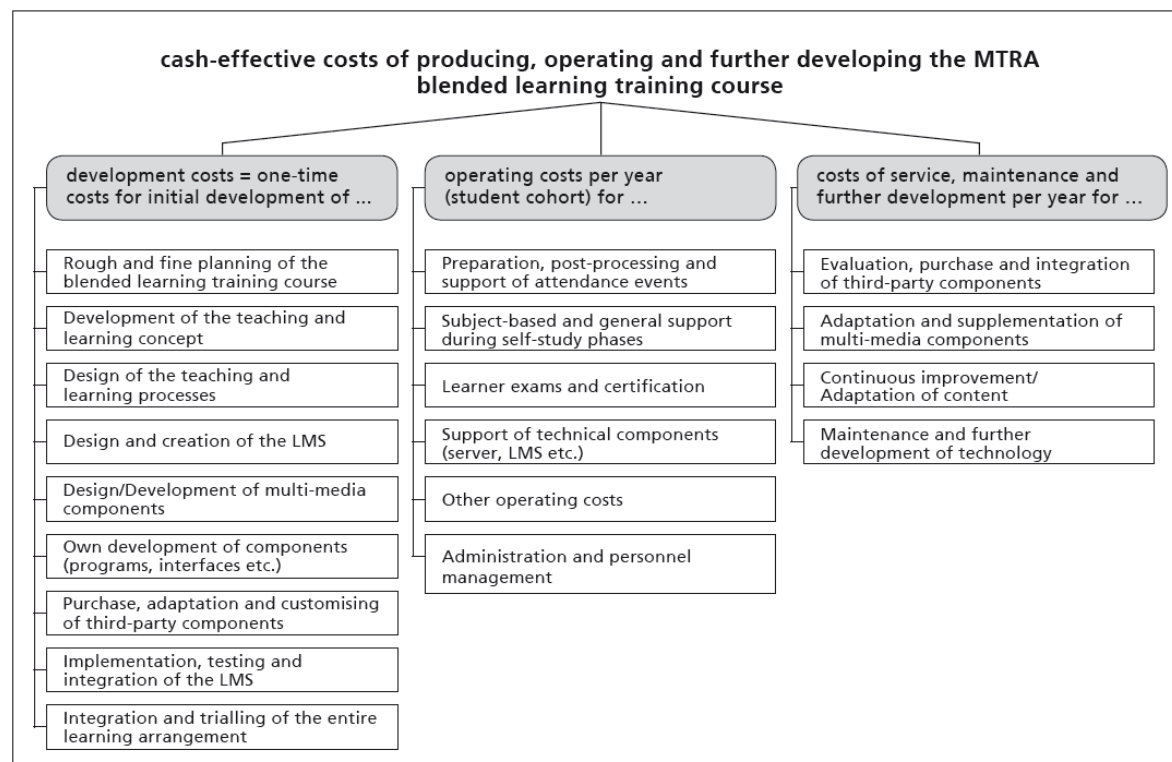 cash-effective costs of producing, operating and further developing the MTRA
blended learning training course
development costs = one-time
costs for initial development of ...
Rough and fine planning of the
blended learning training course
Development of the teaching and
learning concept
Design of the teaching and
learning processes
Design and creation of the LMS
Design/Development of multi-media
components
Own development of components
(programs, interfaces etc.)
Purchase, adaptation and customising
of third-party components
Implementation, testing and
integration of the LMS
Integration and trialling of the entire
learning arrangement
operating costs per year
(student cohort) for ...
Preparation, post-processing and
support of attendance events
Subject-based and general support
during self-study phases
Learner exams and certification
Support of technical components
(server, LMS etc.)
Other operating costs
Administration and personnel
management
costs of service, maintenance and
further development per year for ...
Evaluation, purchase and integration
of third-party components
Adaptation and supplementation of
multi-media components
Continuous improvement/
Adaptation of content
Maintenance and further
development of technology